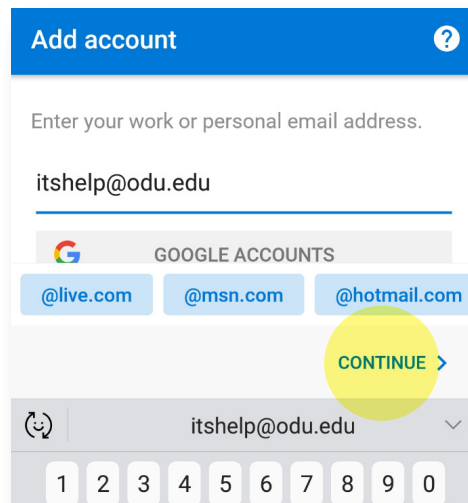 Add account ?
Enter your work or personal email address.
itshelp@odu.edu
GOOGLE ACCOUNTS
@live.com @msn.com @hotmail.com
CONTINUE
itshelp@odu.edu
1 2 3 4 5 6 7 8 9 0